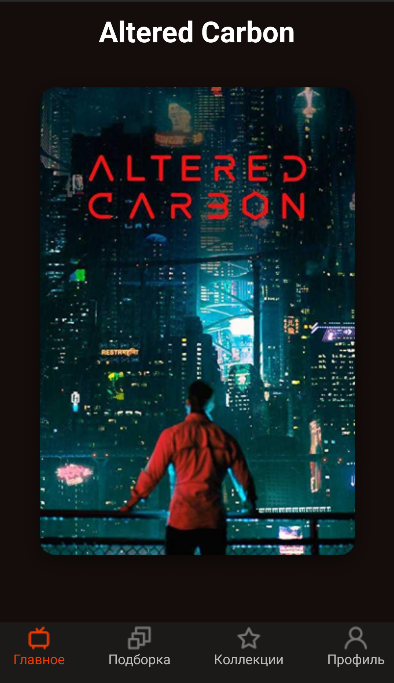 Altered Carbon
ALTERED
CARBON
RESTAURANT
Главное
Подборка
Коллекции
Профиль